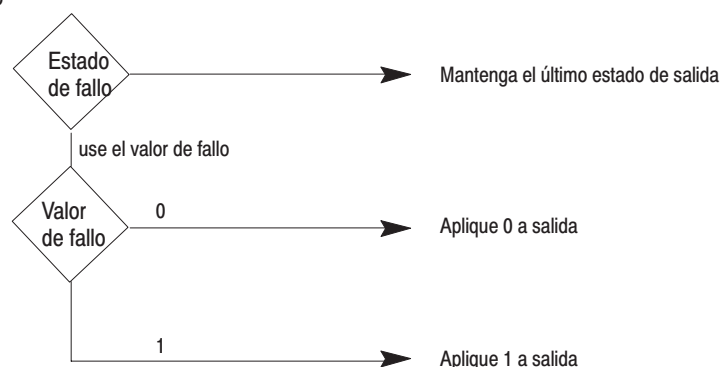 Estado
de fallo
Mantenga el último estado de salida
use el valor de fallo
Valor
de fallo
0
Aplique 0 a salida
1
Aplique 1 a salida